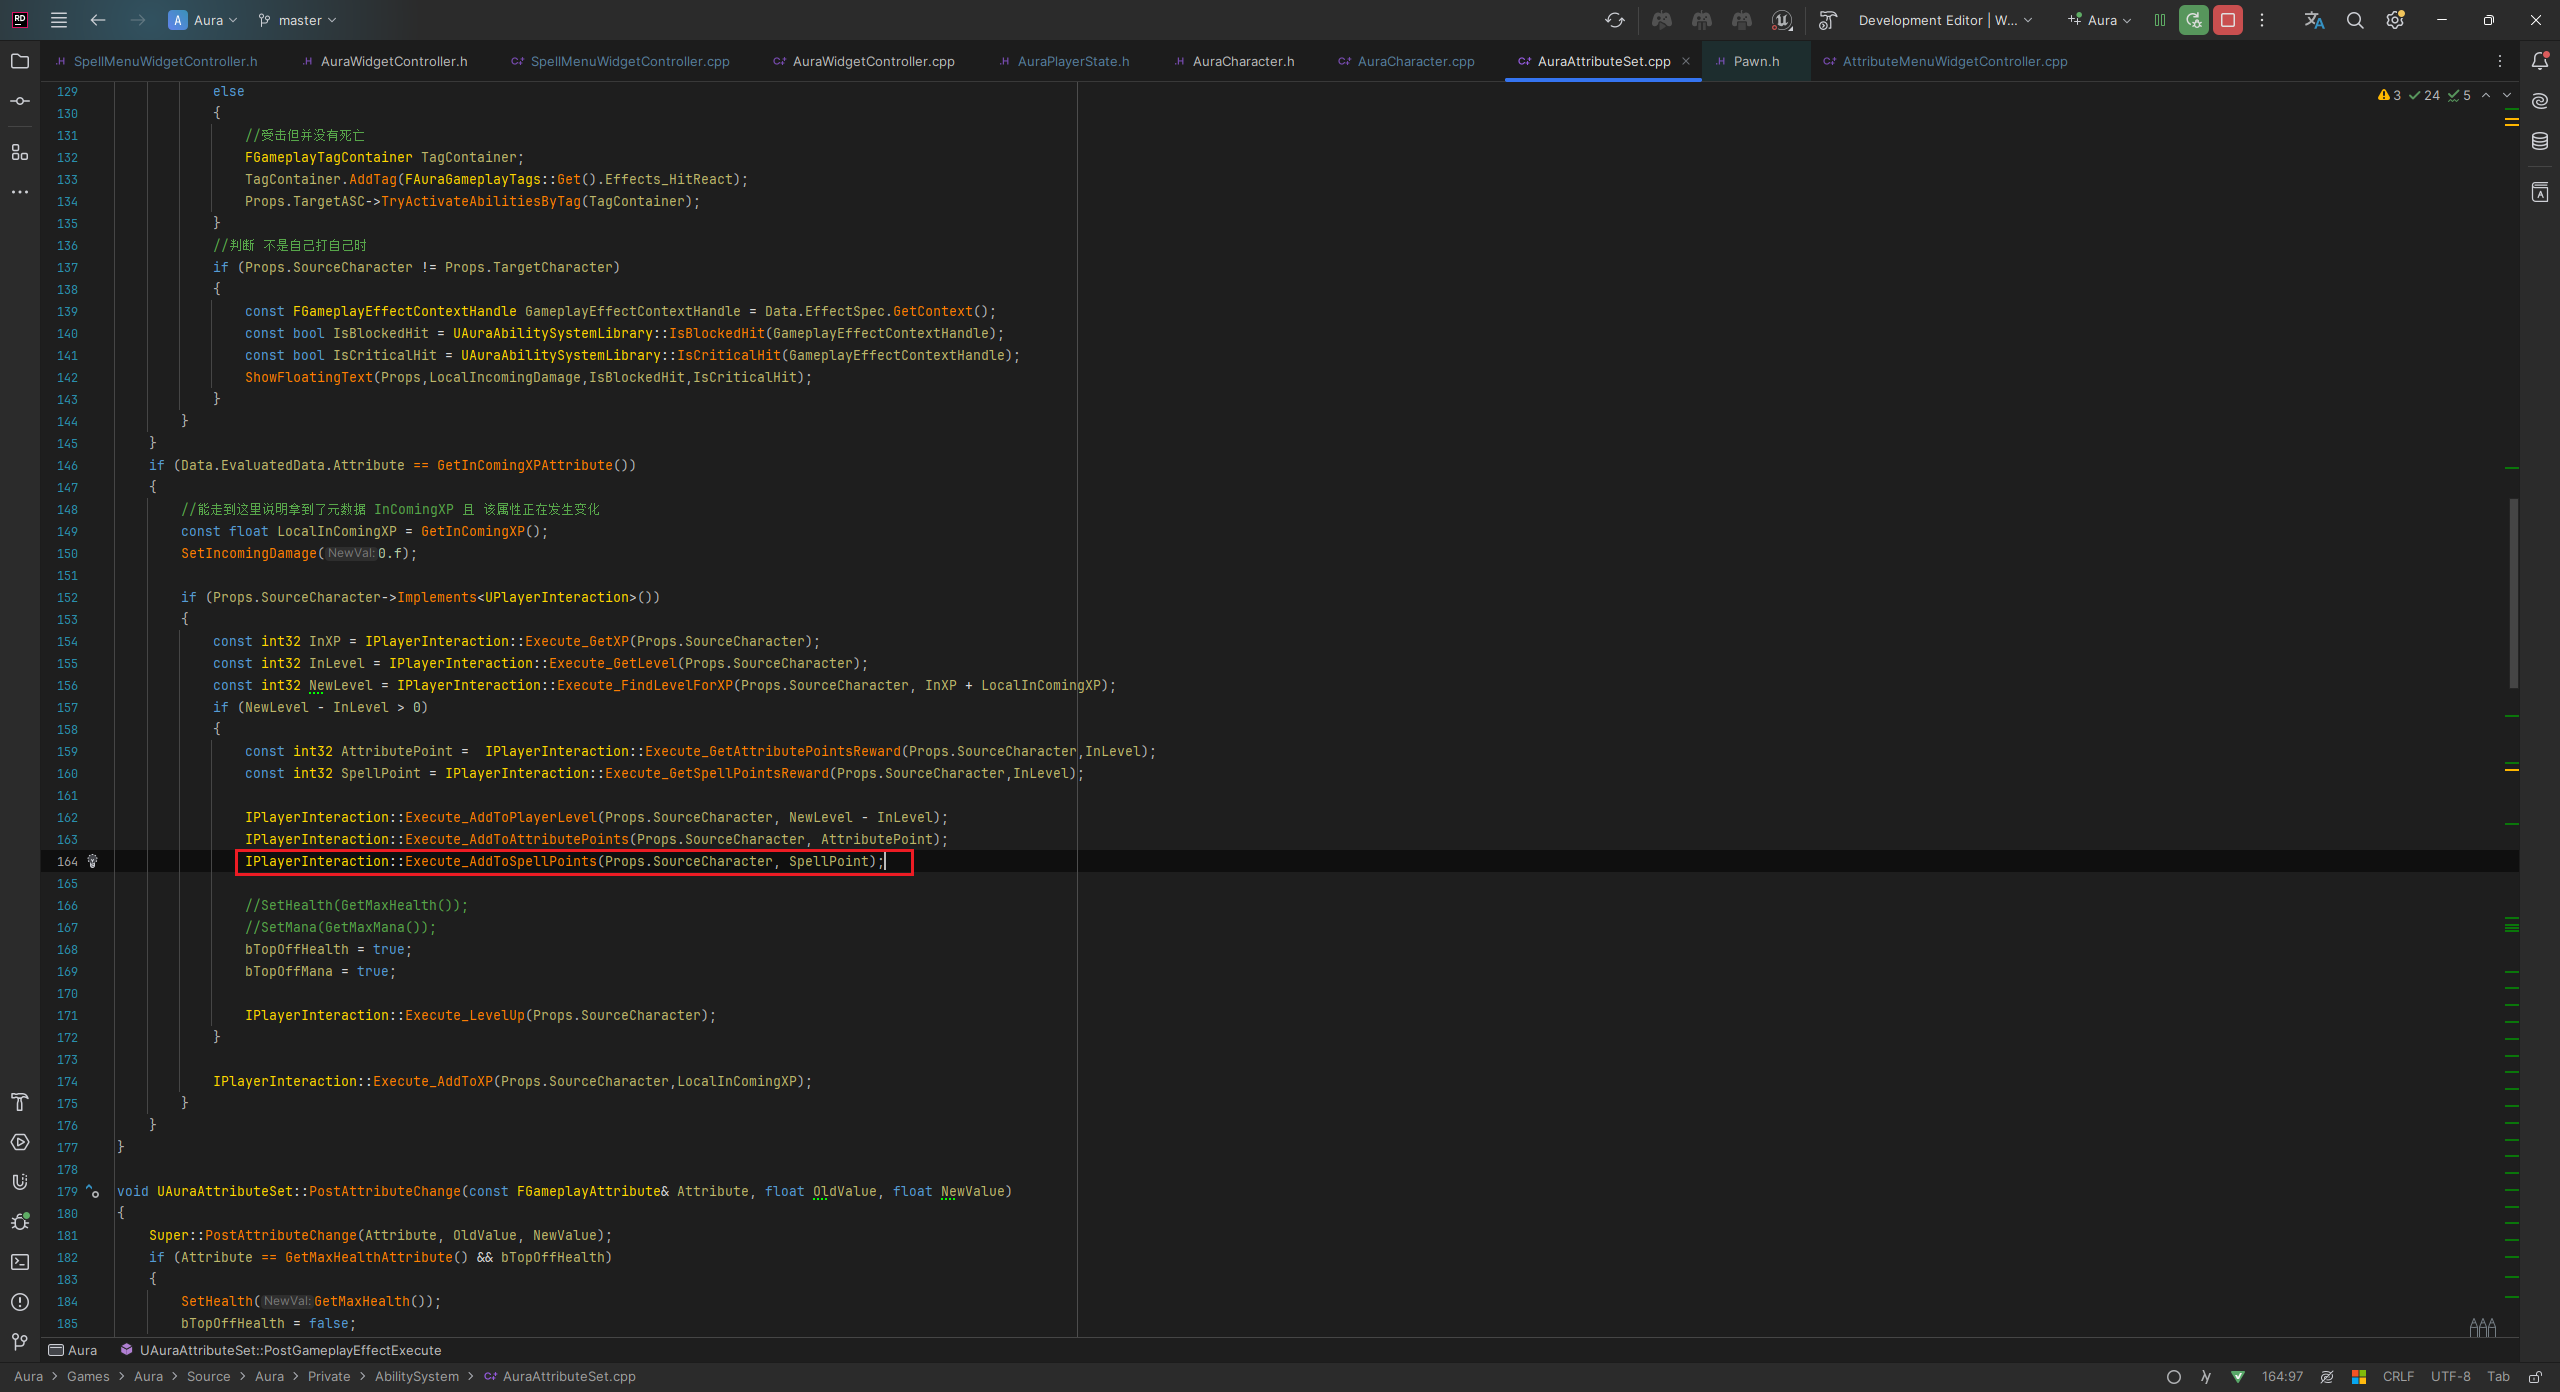 RD A Aura master Development Editor | W... Aura
SpellMenuWidgetController.h AuraWidgetController.h SpellMenuWidgetController.cpp AuraWidgetController.cpp AuraPlayerState.h AuraCharacter.h AuraCharacter.cpp AuraAttributeSet.cpp Pawn.h AttributeMenuWidgetController.cpp
3 24 5
129 else
130 {
131 //受击但并没有死亡
132 FGameplayTagContainer TagContainer;
133 TagContainer.AddTag(FAuraGameplayTags::Get().Effects_HitReact);
134 Props.TargetASC->TryActivateAbilitiesByTag(TagContainer);
135 }
136 //判断 不是自己打自己时
137 if (Props.SourceCharacter != Props.TargetCharacter)
138 {
139 const FGameplayEffectContextHandle GameplayEffectContextHandle = Data.EffectSpec.GetContext();
140 const bool IsBlockedHit = UAuraAbilitySystemLibrary::IsBlockedHit(GameplayEffectContextHandle);
141 const bool IsCriticalHit = UAuraAbilitySystemLibrary::IsCriticalHit(GameplayEffectContextHandle);
142 ShowFloatingText(Props,LocalIncomingDamage,IsBlockedHit,IsCriticalHit);
143 }
144 }
145 }
146 if (Data.EvaluatedData.Attribute == GetInComingXPAttribute())
147 {
148 //能走到这里说明拿到了元数据 InComingXP 且 该属性正在发生变化
149 const float LocalInComingXP = GetInComingXP();
150 SetIncomingDamage(NewVal:0.f);
151
152 if (Props.SourceCharacter->Implements<UPlayerInteraction>())
153 {
154 const int32 InXP = IPlayerInteraction::Execute_GetXP(Props.SourceCharacter);
155 const int32 InLevel = IPlayerInteraction::Execute_GetLevel(Props.SourceCharacter);
156 const int32 NewLevel = IPlayerInteraction::Execute_FindLevelForXP(Props.SourceCharacter, InXP + LocalInComingXP);
157 if (NewLevel - InLevel > 0)
158 {
159 const int32 AttributePoint =  IPlayerInteraction::Execute_GetAttributePointsReward(Props.SourceCharacter,InLevel);
160 const int32 SpellPoint = IPlayerInteraction::Execute_GetSpellPointsReward(Props.SourceCharacter,InLevel);
161
162 IPlayerInteraction::Execute_AddToPlayerLevel(Props.SourceCharacter, NewLevel - InLevel);
163 IPlayerInteraction::Execute_AddToAttributePoints(Props.SourceCharacter, AttributePoint);
164 IPlayerInteraction::Execute_AddToSpellPoints(Props.SourceCharacter, SpellPoint);
165
166 //SetHealth(GetMaxHealth());
167 //SetMana(GetMaxMana());
168 bTopOffHealth = true;
169 bTopOffMana = true;
170
171 IPlayerInteraction::Execute_LevelUp(Props.SourceCharacter);
172 }
173
174 IPlayerInteraction::Execute_AddToXP(Props.SourceCharacter,LocalInComingXP);
175 }
176 }
177 }
178
179 void UAuraAttributeSet::PostAttributeChange(const FGameplayAttribute& Attribute, float OldValue, float NewValue)
180 {
181 Super::PostAttributeChange(Attribute, OldValue, NewValue);
182 if (Attribute == GetMaxHealthAttribute() && bTopOffHealth)
183 {
184 SetHealth(NewVal:GetMaxHealth());
185 bTopOffHealth = false;
Aura UAuraAttributeSet::PostGameplayEffectExecute
Aura > Games > Aura > Source > Aura > Private > AbilitySystem > AuraAttributeSet.cpp 164:97 CRLF UTF-8 Tab